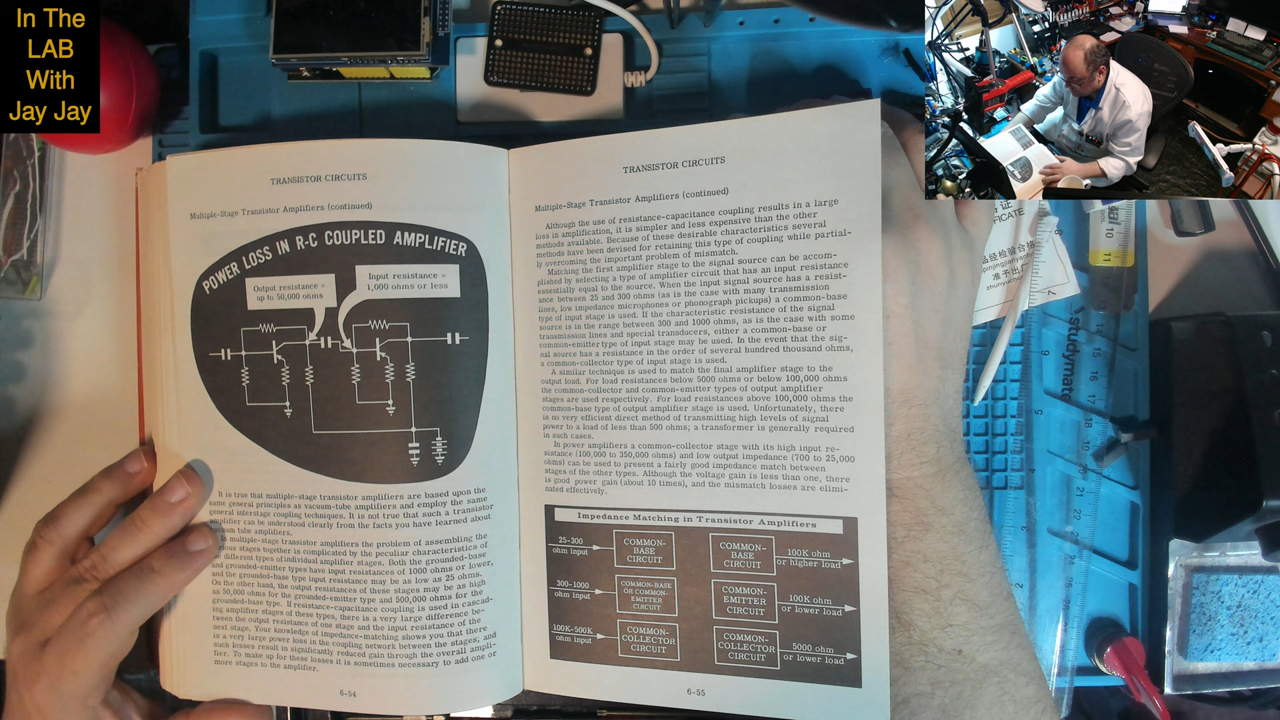 In The
LAB
With
Jay Jay
TRANSISTOR CIRCUITS
Multiple-Stage Transistor Amplifiers (continued)
POWER LOSS IN R-C COUPLED AMPLIFIER
Output resistance =
up to 50,000 ohms
Input resistance =
1,000 ohms or less
It is true that multiple-stage transistor amplifiers are based upon the
same general principles as vacuum-tube amplifiers and employ the same
general interstage coupling techniques. It is not true that such a transistor
amplifier can be understood clearly from the facts you have learned about
tube amplifiers.
multiple-stage transistor amplifiers the problem of assembling the
stages together is complicated by the peculiar characteristics of
different types of individual amplifier stages. Both the grounded-base
and grounded-emitter types have input resistances of 1000 ohms or lower,
and the grounded-base type input resistance may be as low as 25 ohms.
On the other hand, the output resistances of these stages may be as high
as 50,000 ohms for the grounded-emitter type and 500,000 ohms for the
grounded-base type. If resistance-capacitance coupling is used in cascad-
ing amplifier stages of these types, there is a very large difference be-
tween the output resistance of one stage and the input resistance of the
next stage. Your knowledge of impedance-matching shows you that there
is a very large power loss in the coupling network between the stages; and
such losses result in significantly reduced gain through the overall ampli-
fier. To make up for these losses it is sometimes necessary to add one or
more stages to the amplifier.
6-54
TRANSISTOR CIRCUITS
Multiple-Stage Transistor Amplifiers (continued)
Although the use of resistance-capacitance coupling results in a large
loss in amplification, it is simpler and less expensive than the other
methods available. Because of these desirable characteristics several
methods have been devised for retaining this type of coupling while partial-
ly overcoming the important problem of mismatch.
Matching the first amplifier stage to the signal source can be accom-
plished by selecting a type of amplifier circuit that has an input resistance
essentially equal to the source. When the input signal source has a resist-
ance between 25 and 300 ohms (as is the case with many transmission
lines, low impedance microphones or phonograph pickups) a common-base
type of input stage is used. If the characteristic resistance of the signal
source is in the range between 300 and 1000 ohms, as is the case with some
transmission lines and special transducers, either a common-base or
common-emitter type of input stage may be used. In the event that the sig-
nal source has a resistance in the order of several hundred thousand ohms,
a common-collector type of input stage is used.
A similar technique is used to match the final amplifier stage to the
output load. For load resistances below 5000 ohms or below 100,000 ohms
the common-collector and common-emitter types of output amplifier
stages are used respectively. For load resistances above 100,000 ohms the
common-base type of output amplifier stage is used. Unfortunately, there
is no very efficient direct method of transmitting high levels of signal
power to a load of less than 500 ohms; a transformer is generally required
in such cases.
In power amplifiers a common-collector stage with its high input re-
sistance (100,000 to 350,000 ohms) and low output impedance (700 to 25,000
ohms) can be used to present a fairly good impedance match between
stages of the other types. Although the voltage gain is less than one, there
is good power gain (about 10 times), and the mismatch losses are elimi-
nated effectively.
Impedance Matching in Transistor Amplifiers
25-300
ohm input
COMMON-
BASE
CIRCUIT
COMMON-
BASE
CIRCUIT
100K ohm
or higher load
300-1000
ohm input
COMMON-BASE
OR COMMON-
EMITTER
CIRCUIT
COMMON-
EMITTER
CIRCUIT
100K ohm
or lower load
100K-500K
ohm input
COMMON-
COLLECTOR
CIRCUIT
COMMON-
COLLECTOR
CIRCUIT
5000 ohm
or lower load
6-55
studymate